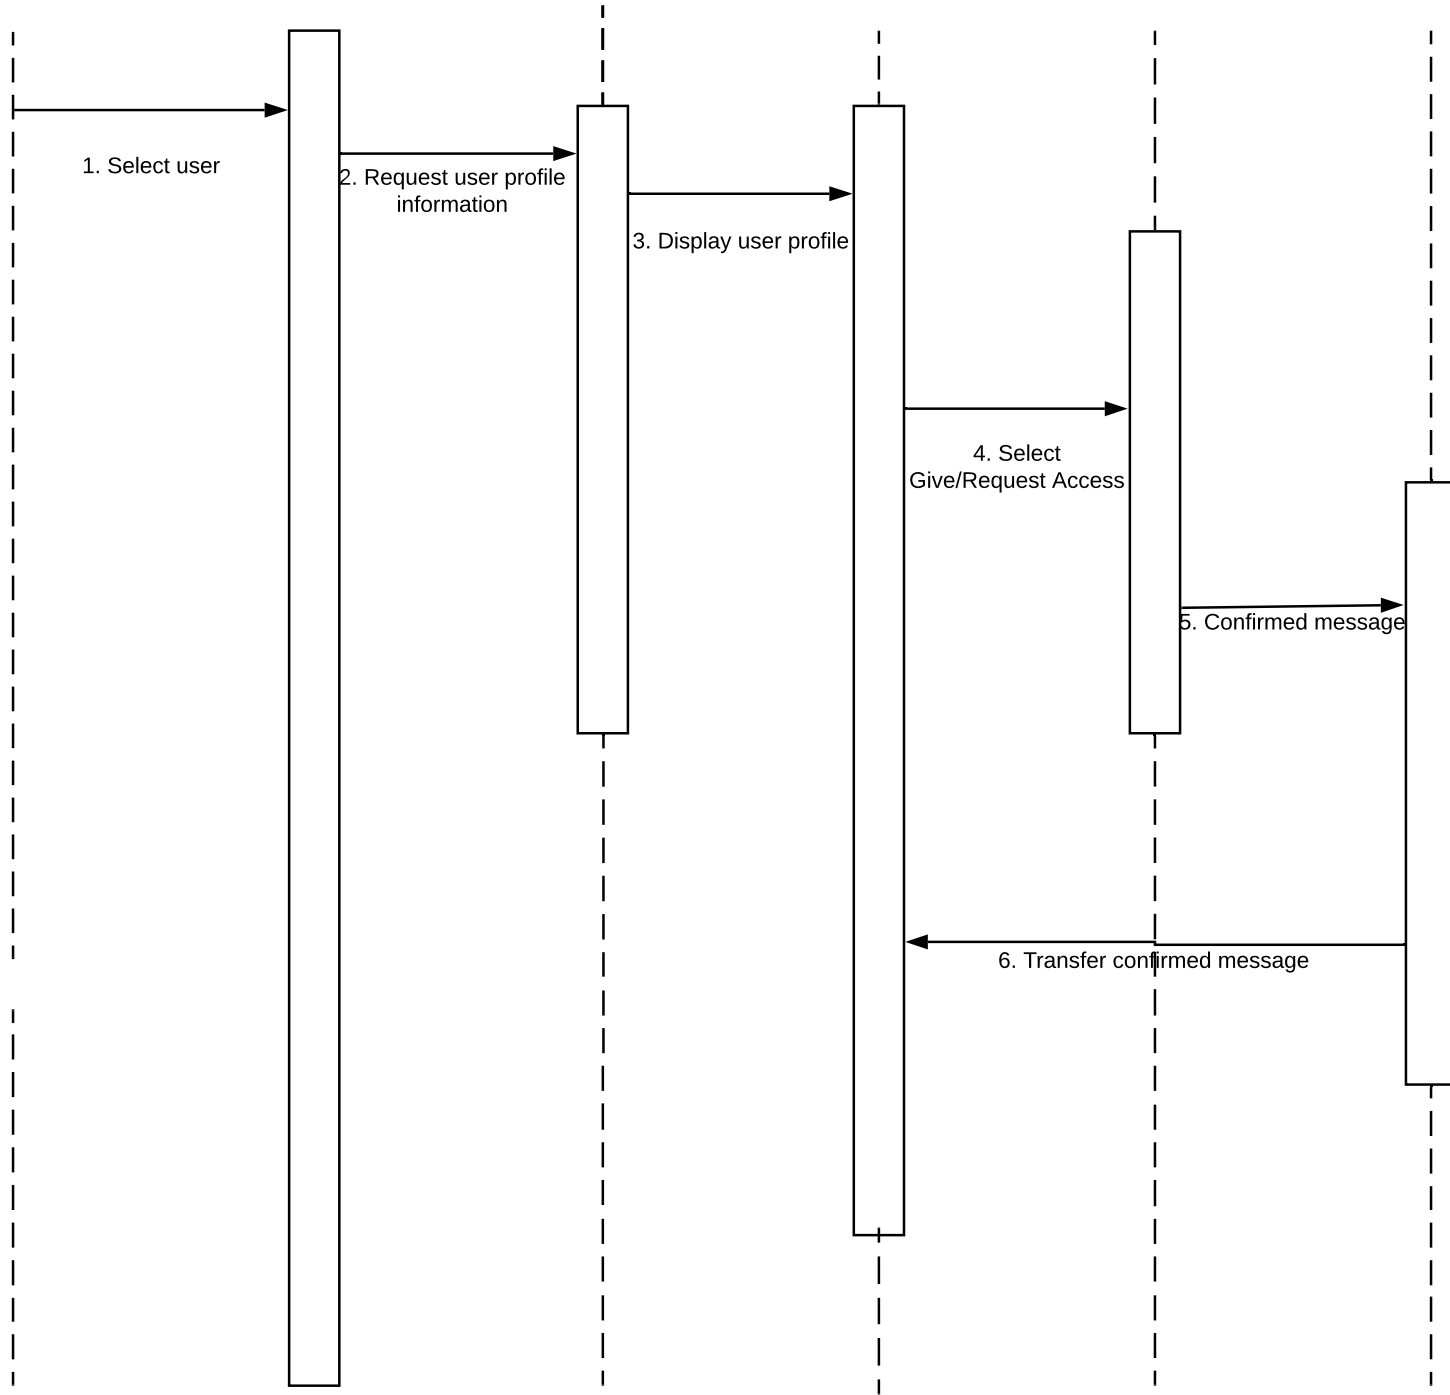 1. Select user
2. Request user profile
information
3. Display user profile
4. Select
Give/Request Access
5. Confirmed message
6. Transfer confirmed message